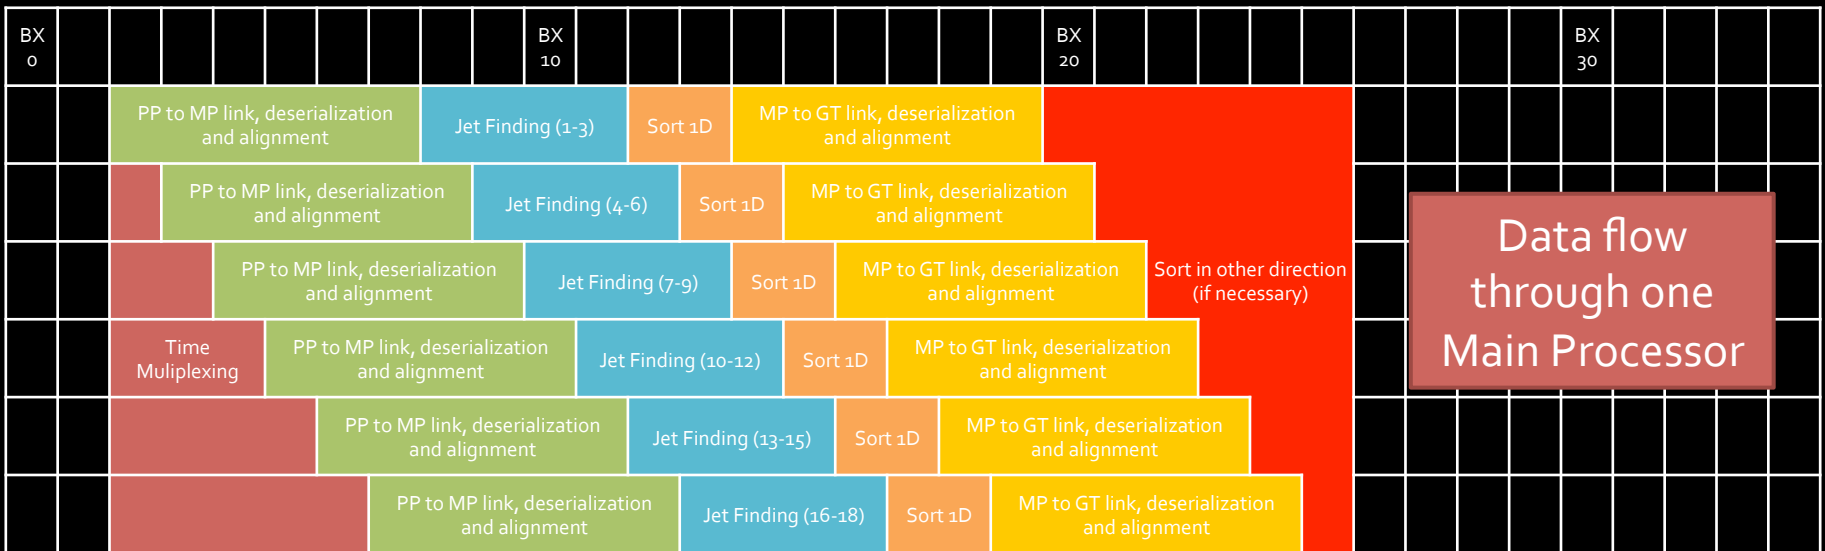 BX
0
BX
10
BX
20
BX
30
PP to MP link, deserialization
and alignment
Jet Finding (1-3)
Sort 1D
MP to GT link, deserialization
and alignment
PP to MP link, deserialization
and alignment
Jet Finding (4-6)
Sort 1D
MP to GT link, deserialization
and alignment
PP to MP link, deserialization
and alignment
Jet Finding (7-9)
Sort 1D
MP to GT link, deserialization
and alignment
Sort in other direction
(if necessary)
Time
Muliplexing
PP to MP link, deserialization
and alignment
Jet Finding (10-12)
Sort 1D
MP to GT link, deserialization
and alignment
PP to MP link, deserialization
and alignment
Jet Finding (13-15)
Sort 1D
MP to GT link, deserialization
and alignment
PP to MP link, deserialization
and alignment
Jet Finding (16-18)
Sort 1D
MP to GT link, deserialization
and alignment
Data flow
through one
Main Processor